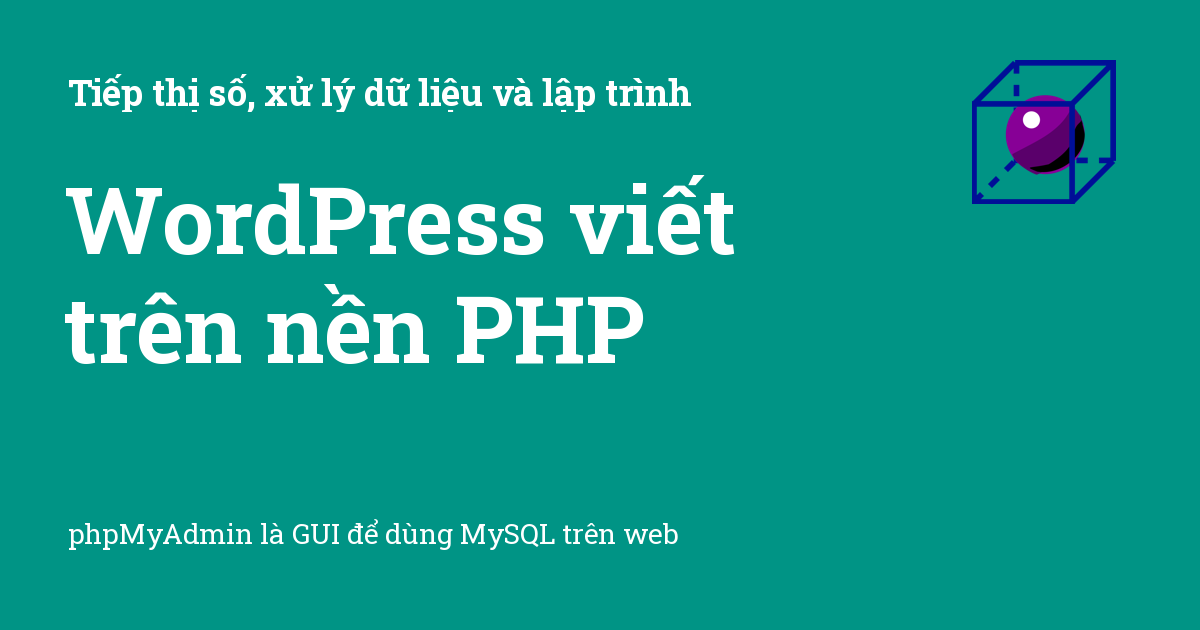 Tiếp thị số, xử lý dữ liệu và lập trình
WordPress viết
trên nền PHP
phpMyAdmin là GUI để dùng MySQL trên web